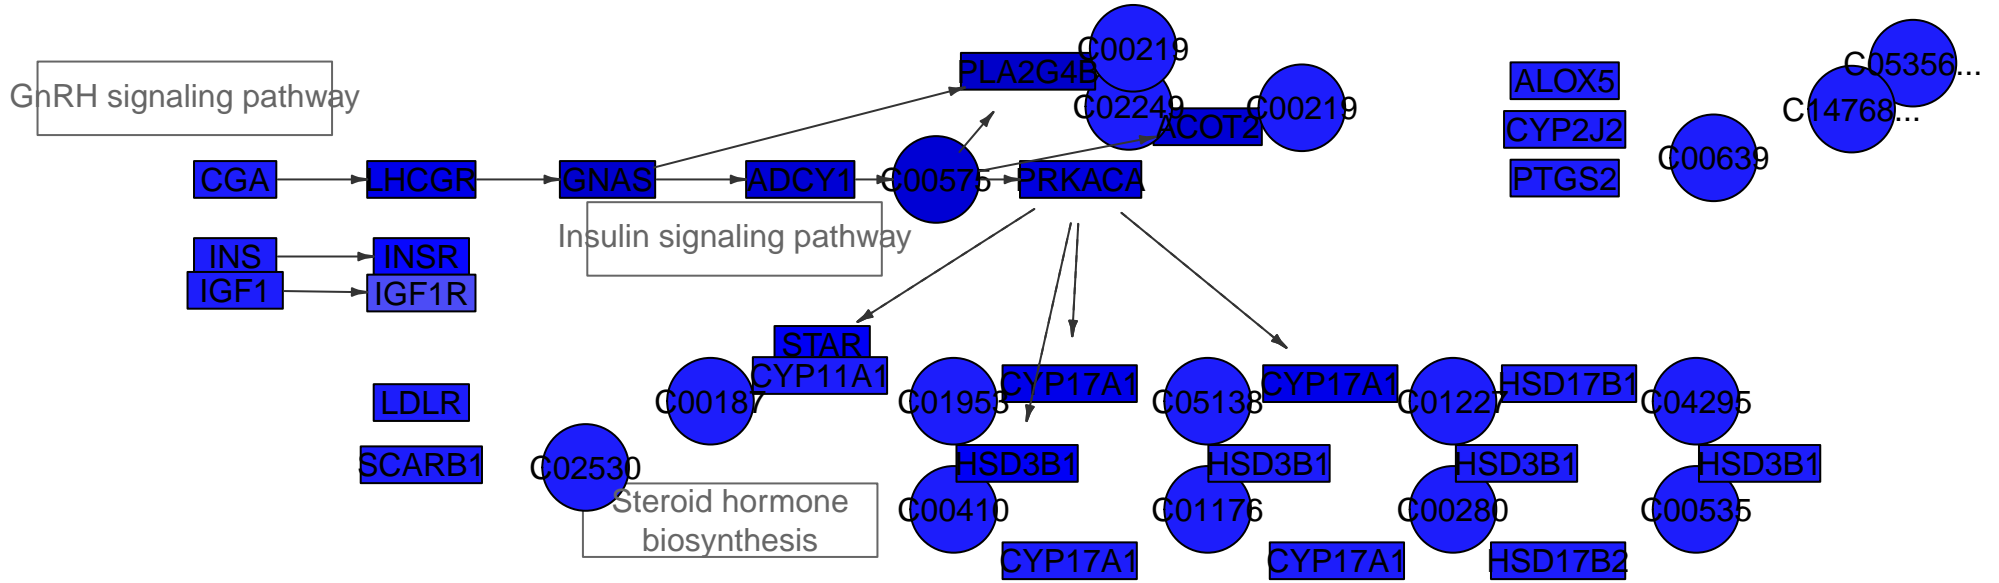 C00219
C05356...
PLA2G4B
ALOX5
GnRH signaling pathway
C02249
C00219
C14768...
ACOT2
CYP2J2
C00639
CGA
LHCGR
GNAS
ADCY1
C00575
PRKACA
PTGS2
Insulin signaling pathway
INS
INSR
IGF1
IGF1R
STAR
CYP11A1
CYP17A1
CYP17A1
HSD17B1
LDLR
C00187
C01953
C05138
C01227
C04295
SCARB1
C02530
HSD3B1
HSD3B1
HSD3B1
HSD3B1
Steroid hormone
biosynthesis
C00410
C01176
C00280
C00535
CYP17A1
CYP17A1
HSD17B2